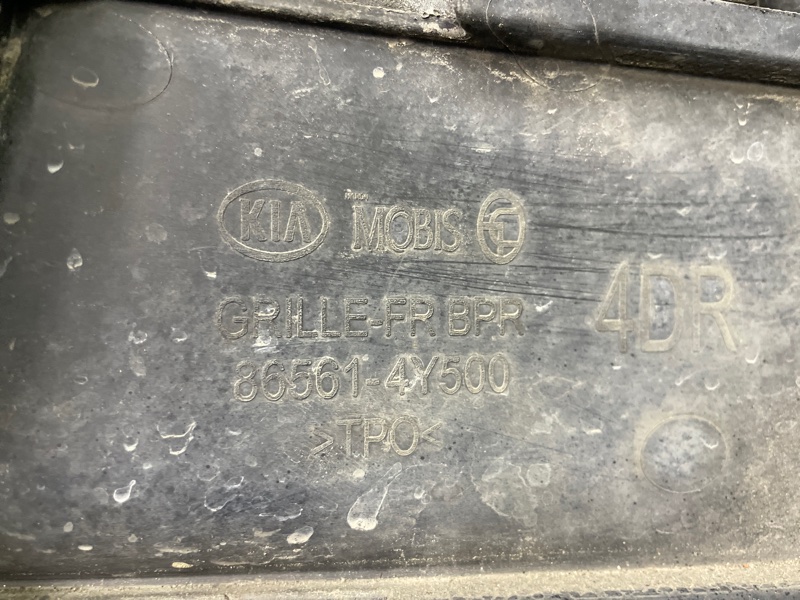 KIA MOBIS
GRILLE-FR.BPR 4DR
86561-4Y500
>TPO<